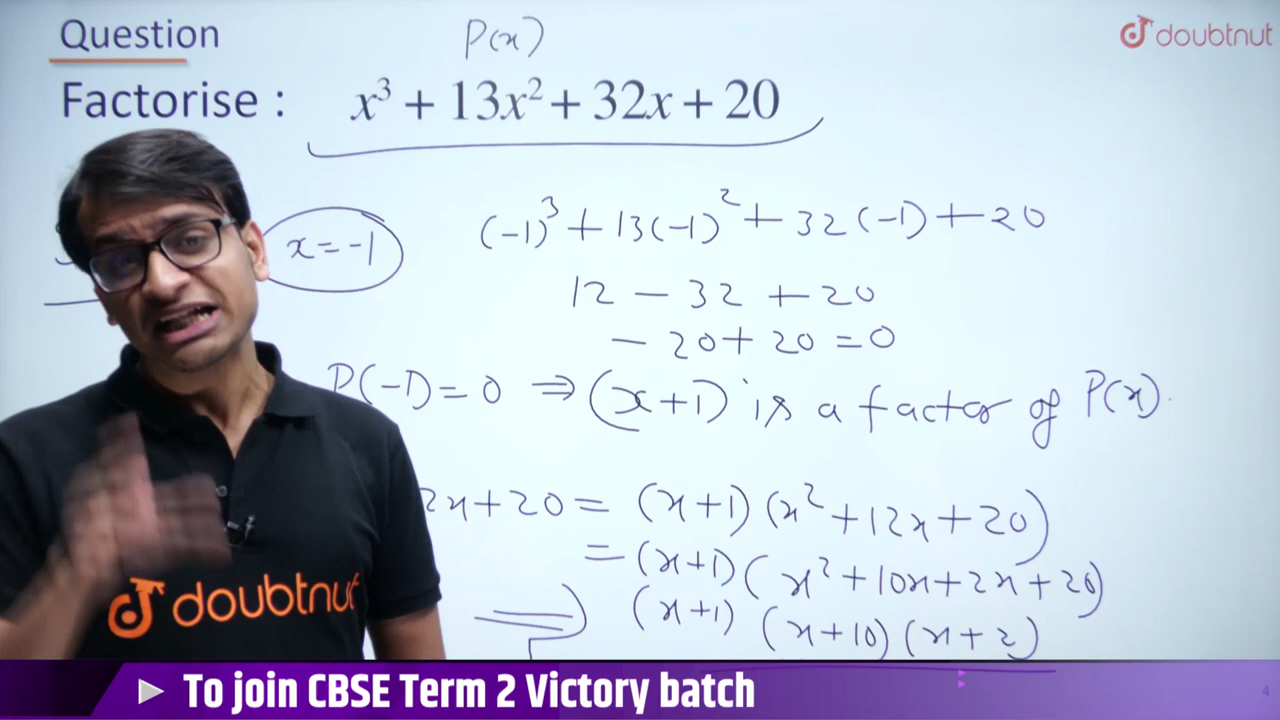 Question
P(x)
doubtnut
Factorise : x³ + 13x² + 32x + 20
(-1)³ + 13(-1)² + 32(-1) + 20
x = -1
12 - 32 + 20
- 20 + 20 = 0
P(-1) = 0 ⇒ (x+1) is a factor of P(x).
2x + 20 = (x+1) (x² + 12x + 20)
= (x+1) (x² + 10x + 2x + 20)
(x+1) (x + 10) (x + 2)
doubtnut
To join CBSE Term 2 Victory batch
4